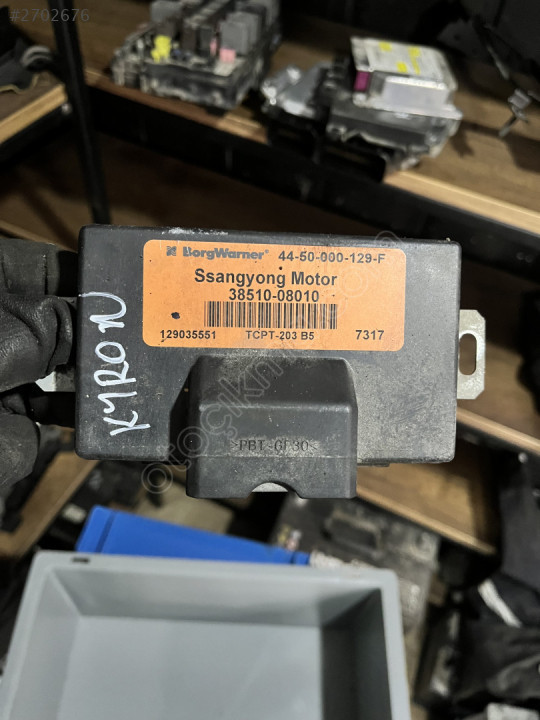 #2702676
BorgWarner® 44-50-000-129-F
Ssangyong Motor
38510-08010
129035551 TCPT-203 B5 7317
KYRON
>PBT-GF30<